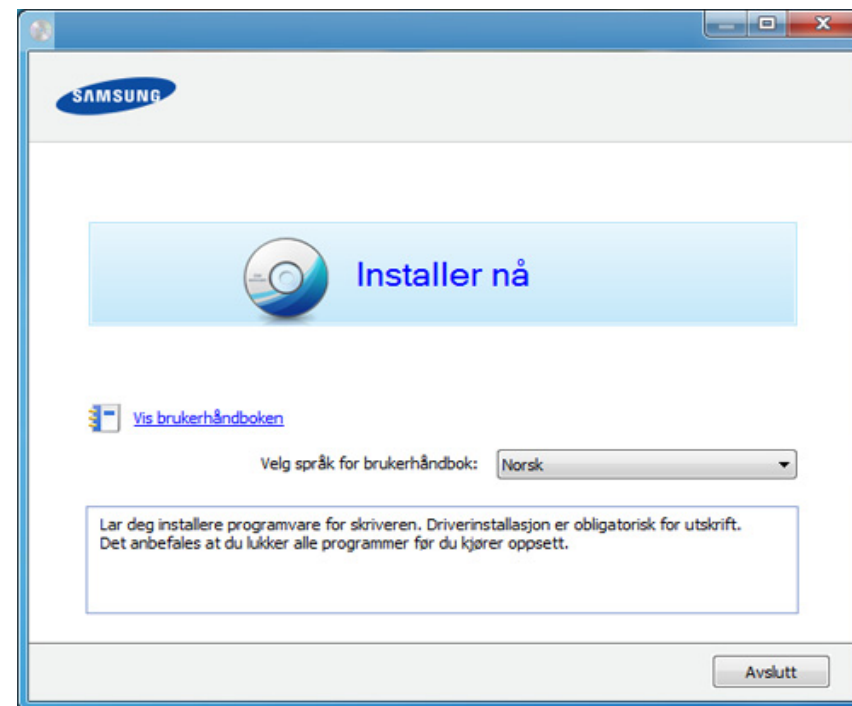 SAMSUNG
Installer nå
Vis brukerhåndboken
Velg språk for brukerhåndbok:
Norsk
Lar deg installere programvare for skriveren. Driverinstallasjon er obligatorisk for utskrift.
Det anbefales at du lukker alle programmer før du kjører oppsett.
Avslutt